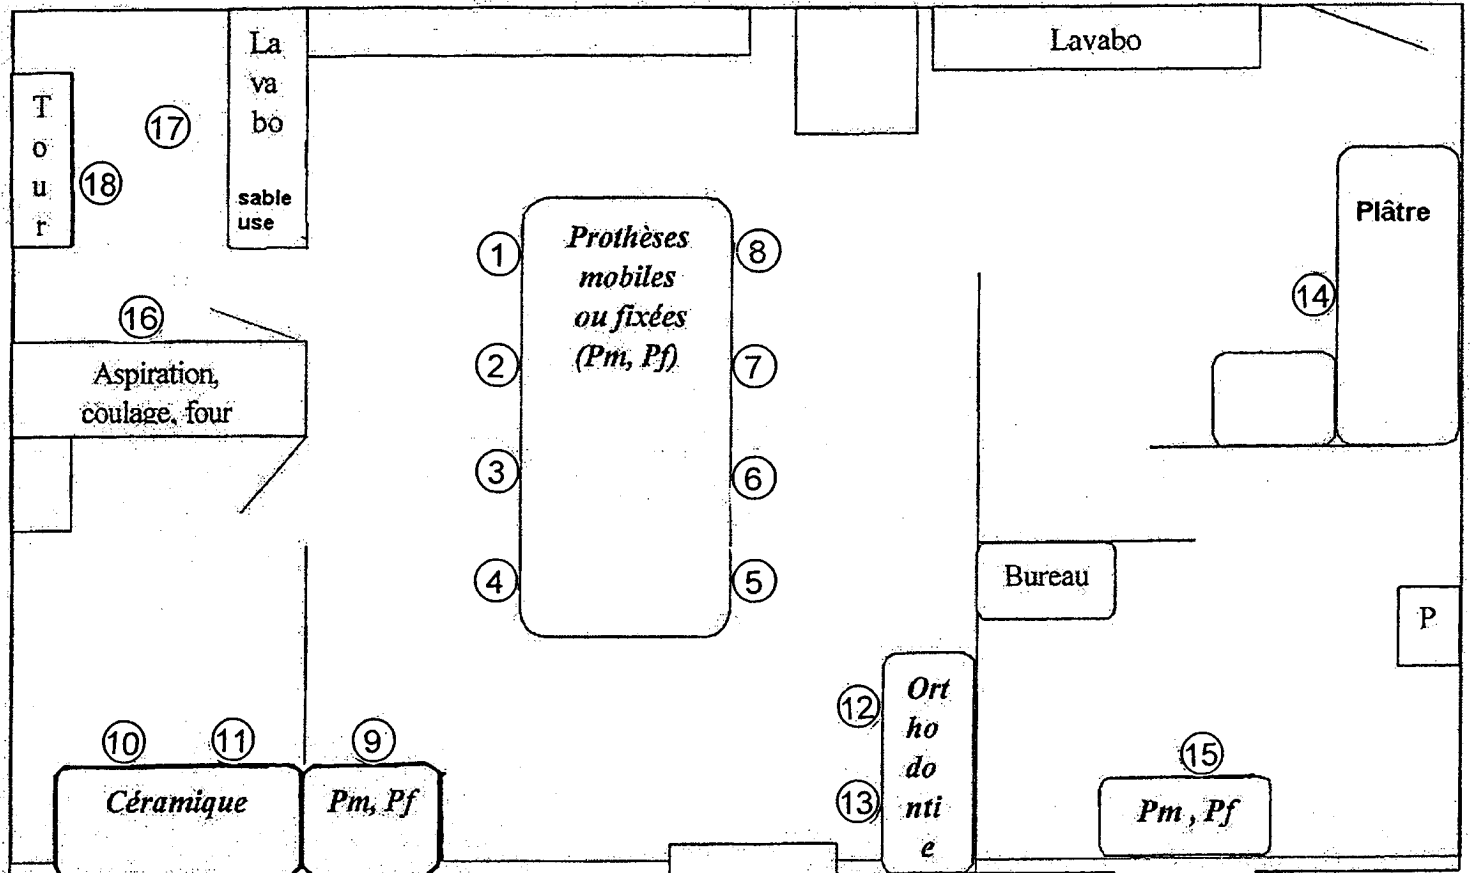 La
va
bo
sable
use
Lavabo
T
o
u
r
17
18
16
Aspiration,
coulage, four
1
2
3
4
Prothèses
mobiles
ou fixées
(Pm, Pf)
8
7
6
5
Plâtre
14
Bureau
P
10
11
9
Céramique
Pm, Pf
12
13
Ort
ho
do
nti
e
15
Pm , Pf